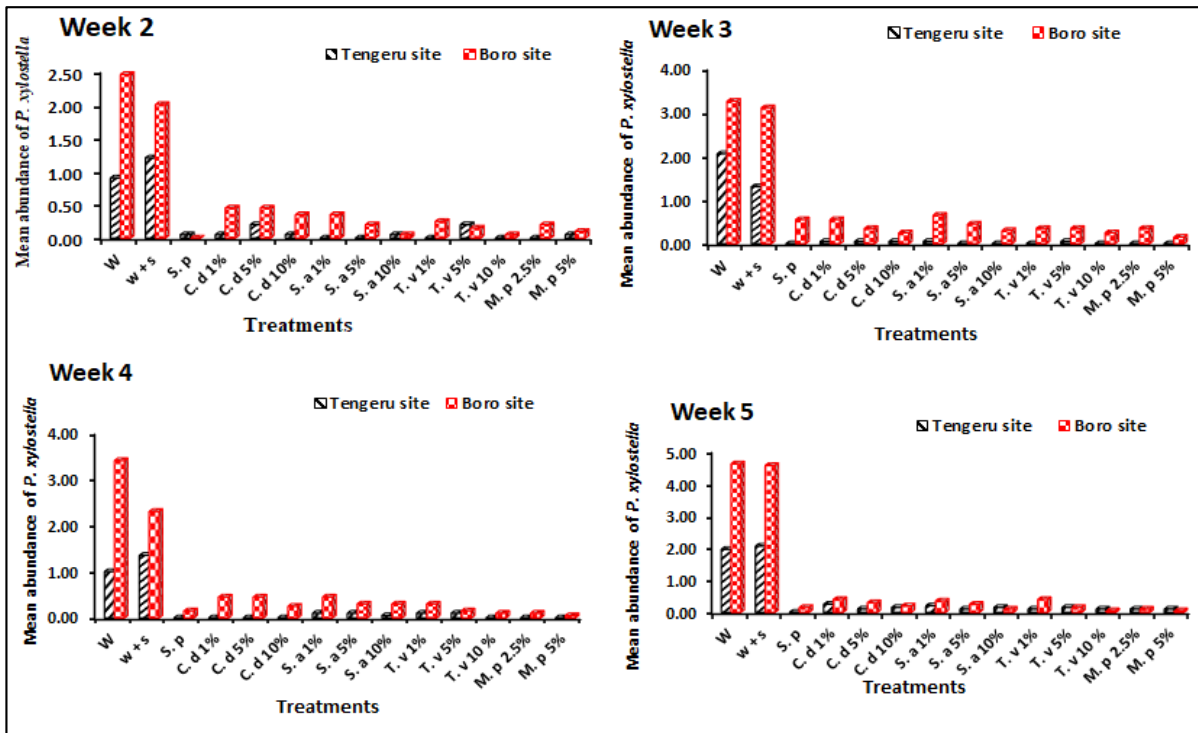 Week 2
Tengeru site Boro site
Mean abundance of P. xylostella
2.50
2.00
1.50
1.00
0.50
0.00
W w + s S. p C. d 1% C. d 5% C. d 10% S. a 1% S. a 5% S. a 10% T. v 1% T. v 5% T. v 10 % M. p 2.5% M. p 5%
Treatments
Week 3
Tengeru site Boro site
Mean abundance of P. xylostella
4.00
3.00
2.00
1.00
0.00
W w + s S. p C. d 1% C. d 5% C. d 10% S. a 1% S. a 5% S. a 10% T. v 1% T. v 5% T. v 10 % M. p 2.5% M. p 5%
Treatments
Week 4
Tengeru site Boro site
Mean abundance of P. xylostella
4.00
3.00
2.00
1.00
0.00
W w + s S. p C. d 1% C. d 5% C. d 10% S. a 1% S. a 5% S. a 10% T. v 1% T. v 5% T. v 10 % M. p 2.5% M. p 5%
Treatments
Week 5
Tengeru site Boro site
Mean abundance of P. xylostella
5.00
4.00
3.00
2.00
1.00
0.00
W w + s S. p C. d 1% C. d 5% C. d 10% S. a 1% S. a 5% S. a 10% T. v 1% T. v 5% T. v 10 % M. p 2.5% M. p 5%
Treatments